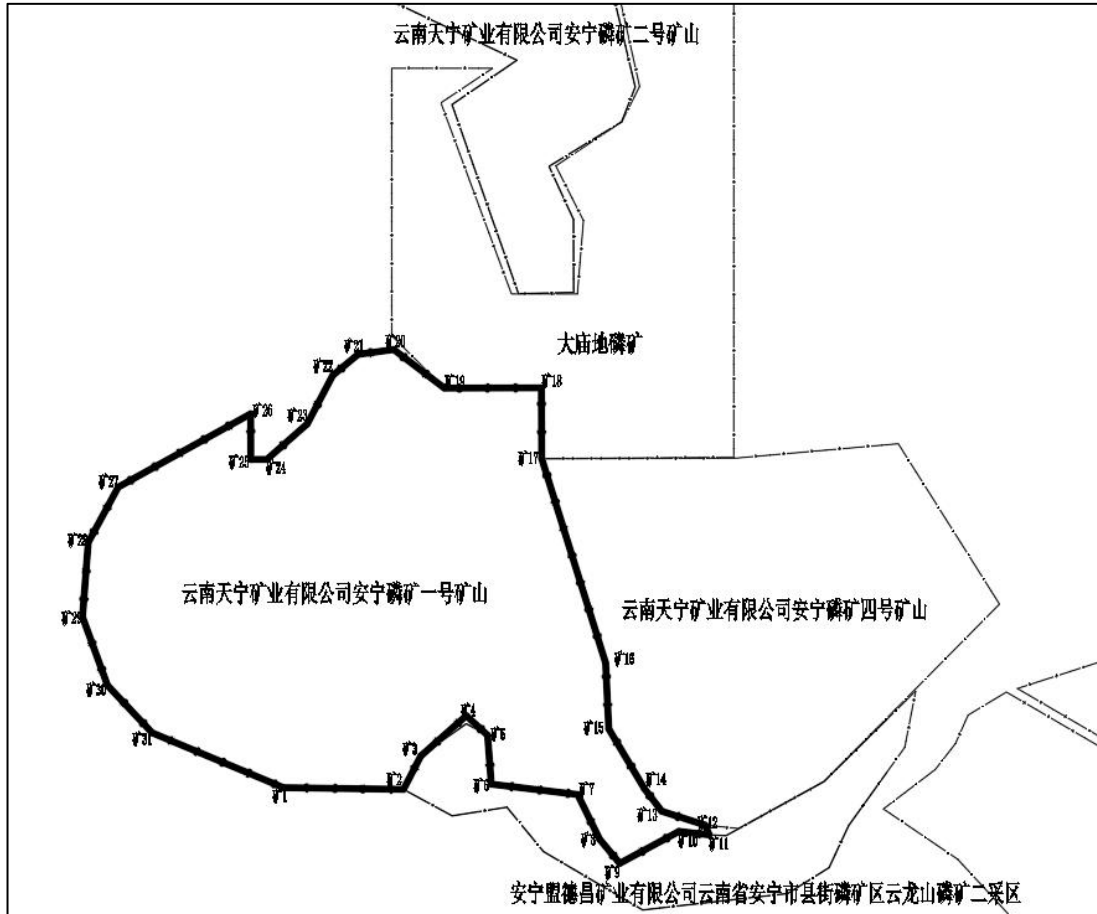 云南天宁矿业有限公司安宁磷矿二号矿山
大庙地磷矿
矿20
矿21
矿22
矿19
矿18
矿26
矿23
矿25
矿24
矿17
矿27
矿28
云南天宁矿业有限公司安宁磷矿一号矿山
云南天宁矿业有限公司安宁磷矿四号矿山
矿29
矿16
矿30
矿4
矿31
矿5
矿15
矿3
矿2
矿1
矿6
矿7
矿14
矿13
矿12
矿10
矿11
矿8
矿9
安宁盟德昌矿业有限公司云南省安宁市县街磷矿区云龙山磷矿二采区